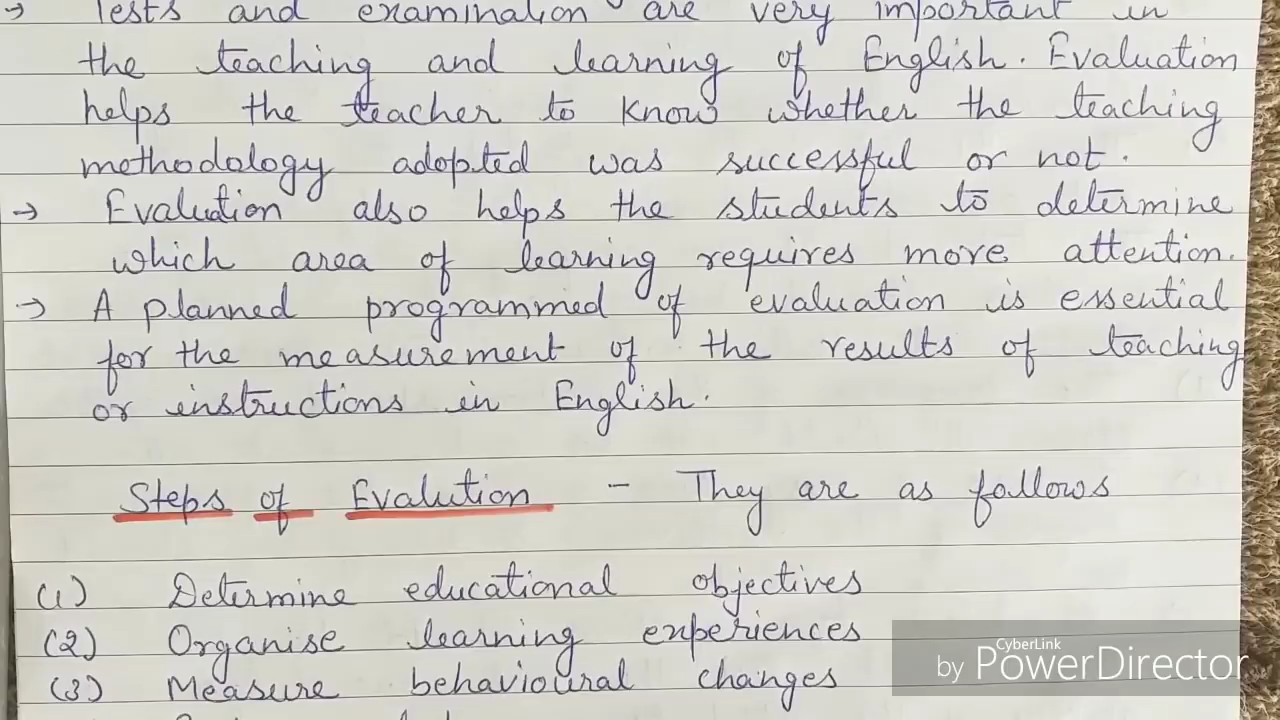 → Tests and examination are very important in
the teaching and learning of English. Evaluation
helps the teacher to know whether the teaching
methodology adopted was successful or not.
→ Evaluation also helps the students to determine
which area of learning requires more attention.
→ A planned programmed of evaluation is essential
for the measurement of the results of teaching
or instructions in English.
Steps of Evalution - They are as follows
(1) Determine educational objectives
(2) Organise learning experiences
(3) Measure behavioural changes
CyberLink
by PowerDirector